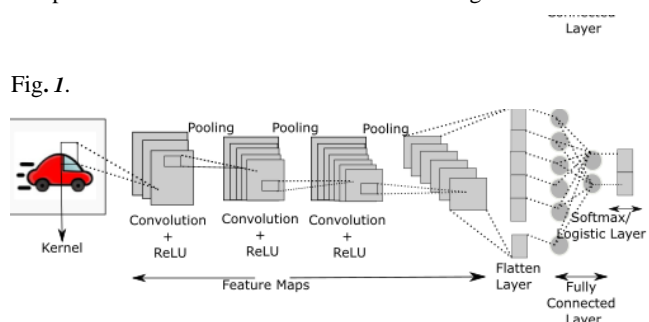 Connected
Layer
Fig. 1.
Pooling
Pooling
Pooling
Kernel
Convolution
+
ReLU
Convolution
+
ReLU
Convolution
+
ReLU
Feature Maps
Flatten
Layer
Softmax/
Logistic Layer
Fully
Connected
Layer